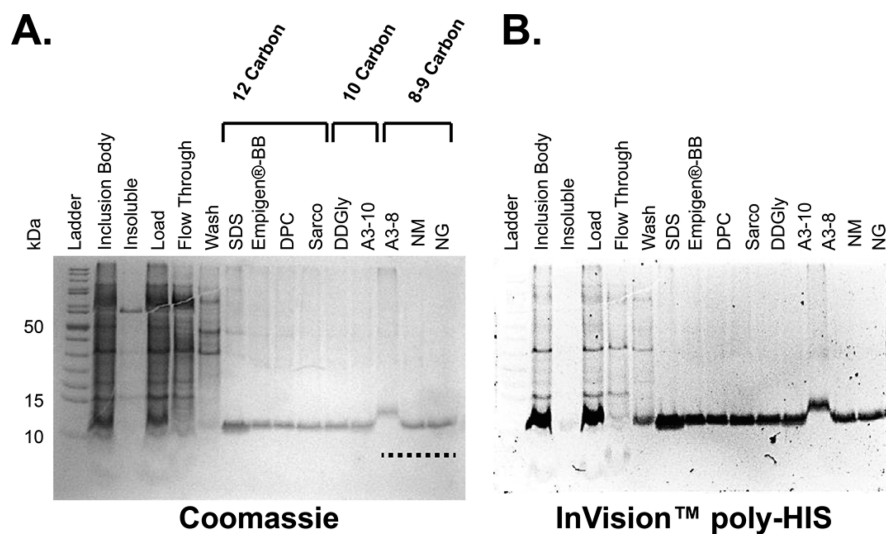 A.
12 Carbon
10 Carbon
8-9 Carbon
kDa
Ladder
Inclusion Body
Insoluble
Load
Flow Through
Wash
SDS
Empigen®-BB
DPC
Sarco
DDGly
A3-10
A3-8
NM
NG
50
15
10
Coomassie
B.
Ladder
Inclusion Body
Insoluble
Load
Flow Through
Wash
SDS
Empigen®-BB
DPC
Sarco
DDGly
A3-10
A3-8
NM
NG
InVision™ poly-HIS